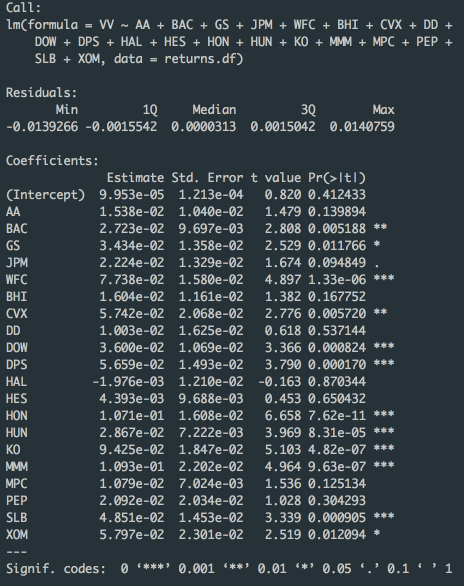 Call:
lm(formula = VV ~ AA + BAC + GS + JPM + WFC + BHI + CVX + DD +
    DOW + DPS + HAL + HES + HON + HUN + KO + MMM + MPC + PEP +
    SLB + XOM, data = returns.df)

Residuals:
       Min         1Q     Median         3Q        Max
-0.0139266 -0.0015542  0.0000313  0.0015042  0.0140759

Coefficients:
              Estimate Std. Error t value Pr(>|t|)
(Intercept)  9.953e-05  1.213e-04   0.820 0.412433
AA           1.538e-02  1.040e-02   1.479 0.139894
BAC          2.723e-02  9.697e-03   2.808 0.005188 **
GS           3.434e-02  1.358e-02   2.529 0.011766 *
JPM          2.224e-02  1.329e-02   1.674 0.094849 .
WFC          7.738e-02  1.580e-02   4.897 1.33e-06 ***
BHI          1.604e-02  1.161e-02   1.382 0.167752
CVX          5.742e-02  2.068e-02   2.776 0.005720 **
DD           1.003e-02  1.625e-02   0.618 0.537144
DOW          3.600e-02  1.069e-02   3.366 0.000824 ***
DPS          5.659e-02  1.493e-02   3.790 0.000170 ***
HAL         -1.976e-03  1.210e-02  -0.163 0.870344
HES          4.393e-03  9.688e-03   0.453 0.650432
HON          1.071e-01  1.608e-02   6.658 7.62e-11 ***
HUN          2.867e-02  7.222e-03   3.969 8.31e-05 ***
KO           9.425e-02  1.847e-02   5.103 4.82e-07 ***
MMM          1.093e-01  2.202e-02   4.964 9.63e-07 ***
MPC          1.079e-02  7.024e-03   1.536 0.125134
PEP          2.092e-02  2.034e-02   1.028 0.304293
SLB          4.851e-02  1.453e-02   3.339 0.000905 ***
XOM          5.797e-02  2.301e-02   2.519 0.012094 *
---
Signif. codes:  0 ‘***’ 0.001 ‘**’ 0.01 ‘*’ 0.05 ‘.’ 0.1 ‘ ’ 1